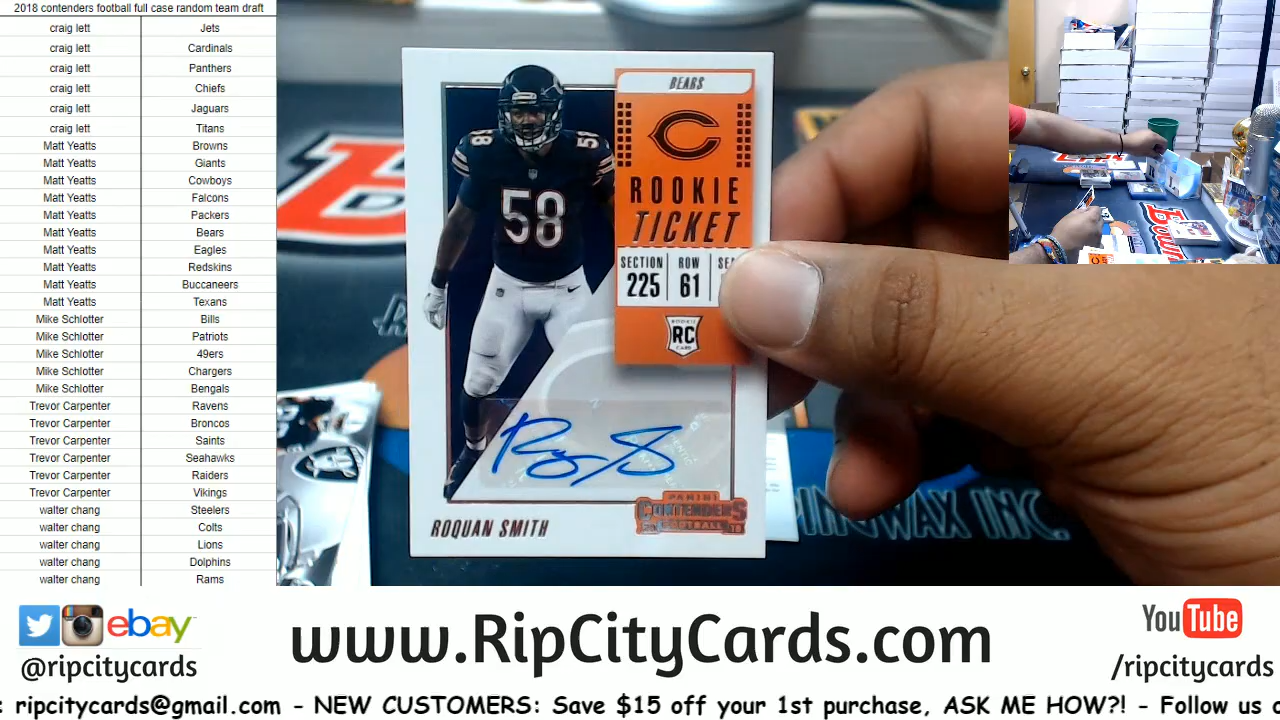 2018 contenders football full case random team draft
craig lett Jets
craig lett Cardinals
craig lett Panthers
craig lett Chiefs
craig lett Jaguars
craig lett Titans
Matt Yeatts Browns
Matt Yeatts Giants
Matt Yeatts Cowboys
Matt Yeatts Falcons
Matt Yeatts Packers
Matt Yeatts Bears
Matt Yeatts Eagles
Matt Yeatts Redskins
Matt Yeatts Buccaneers
Matt Yeatts Texans
Mike Schlotter Bills
Mike Schlotter Patriots
Mike Schlotter 49ers
Mike Schlotter Chargers
Mike Schlotter Bengals
Trevor Carpenter Ravens
Trevor Carpenter Broncos
Trevor Carpenter Saints
Trevor Carpenter Seahawks
Trevor Carpenter Raiders
Trevor Carpenter Vikings
walter chang Steelers
walter chang Colts
walter chang Lions
walter chang Dolphins
walter chang Rams
BEARS
C
ROOKIE
TICKET
SECTION ROW
225 61
ROOKIE
RC
CARD
58
58
58
PANINI
CONTENDERS
FOOTBALL 18
ROQUAN SMITH
WAX INC.
ebay
@ripcitycards
www.RipCityCards.com
YouTube
/ripcitycards
: ripcitycards@gmail.com - NEW CUSTOMERS: Save $15 off your 1st purchase, ASK ME HOW?! - Follow us